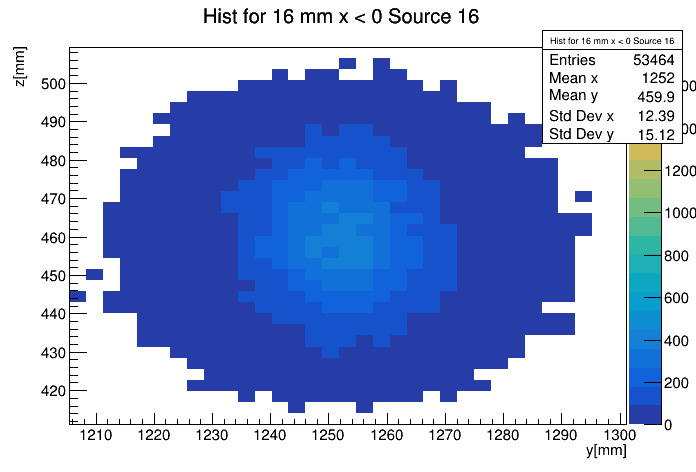 Hist for 16 mm x < 0 Source 16
Hist for 16 mm x < 0 Source 16
Entries 53464
Mean x 1252
Mean y 459.9
Std Dev x 12.39
Std Dev y 15.12
z[mm]
500
490
480
470
460
450
440
430
420
1210 1220 1230 1240 1250 1260 1270 1280 1290 1300
y[mm]
1200
1000
800
600
400
200
0